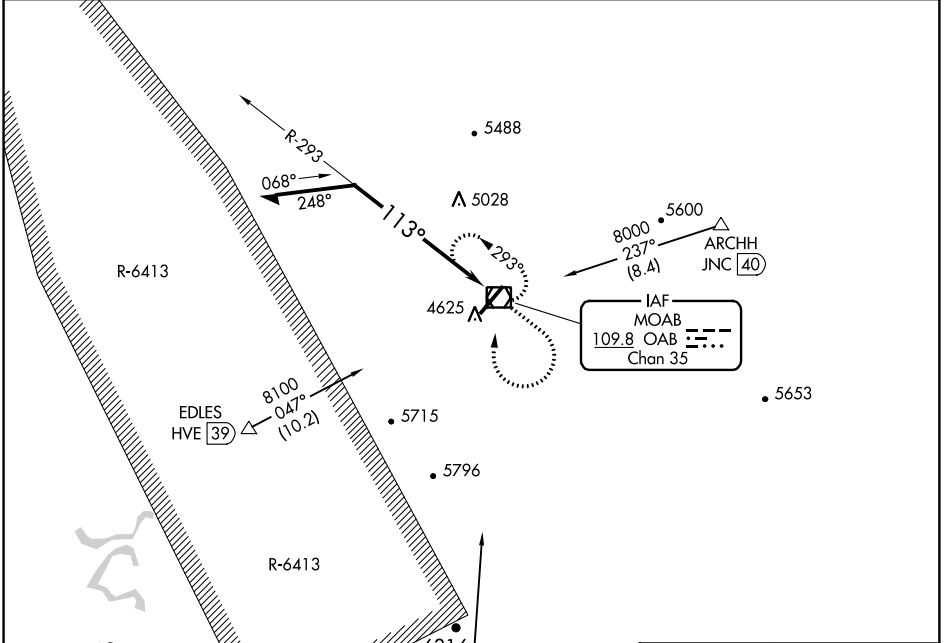 5488
R-293
068°
248°
5028
113°
5600
8000
237°
(8.4)
ARCHH
JNC 40
293°
R-6413
4625
IAF
MOAB
109.8 OAB
Chan 35
8100
047°
(10.2)
EDLES
HVE 39
5715
5653
5796
R-6413